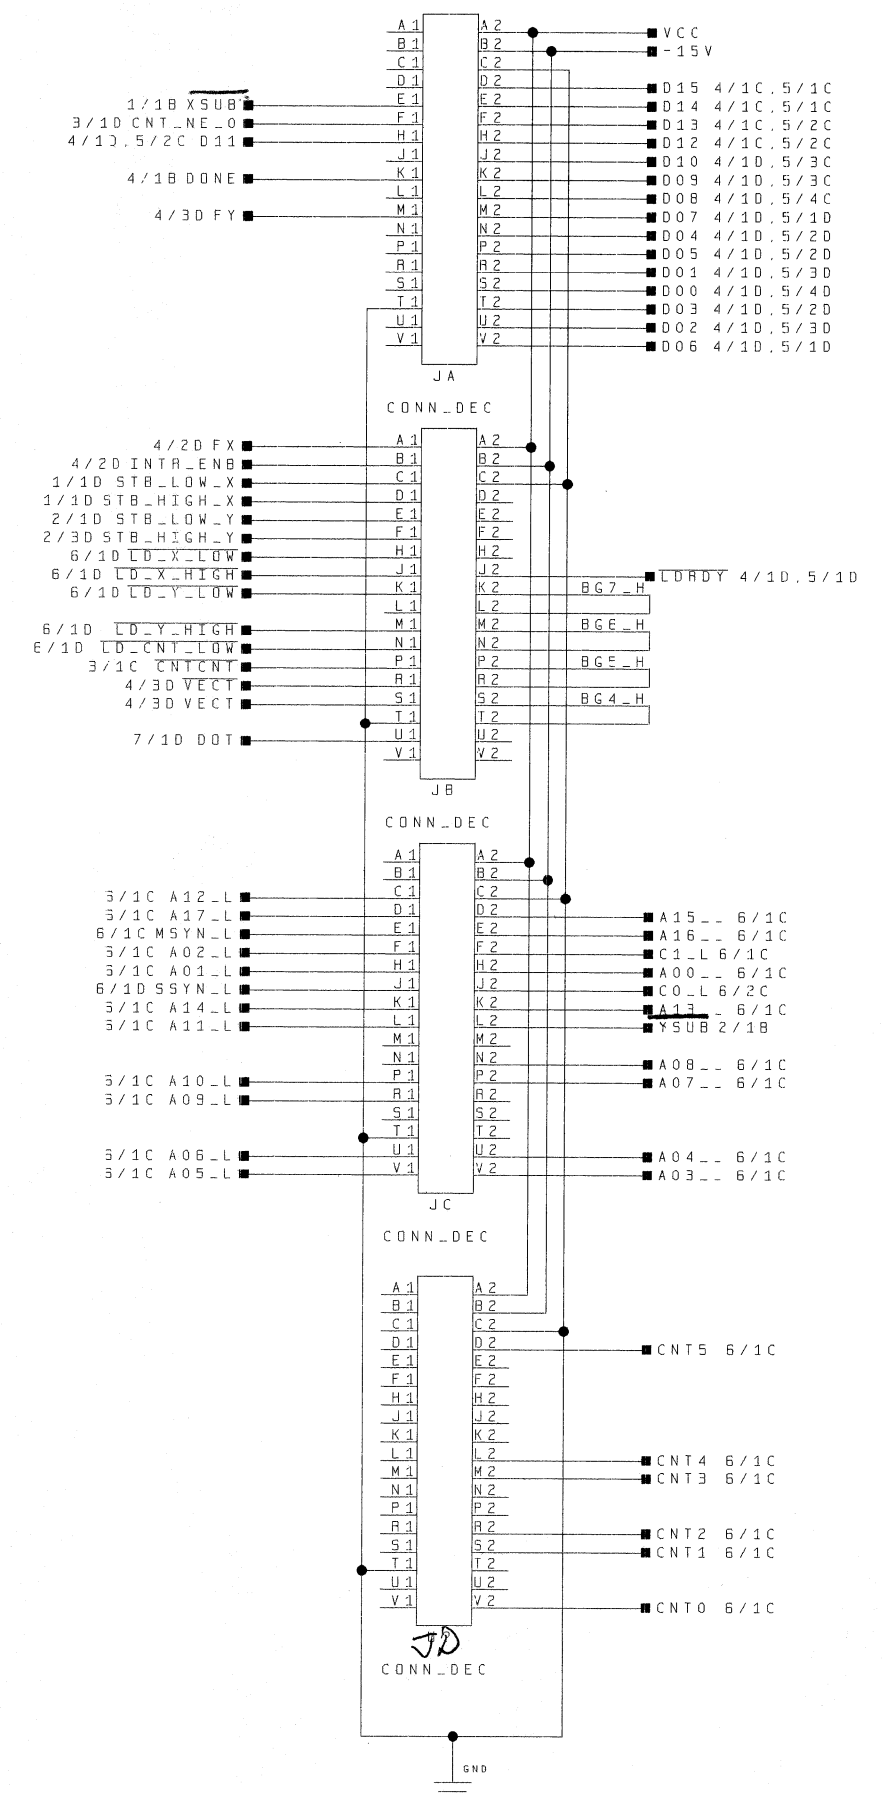 A1 A2 VCC
B1 B2 -15V
C1 C2
D1 D2 D15 4/1C,5/1C
1/1B XSUB E1 E2 D14 4/1C,5/1C
3/1D CNT_NE_0 F1 F2 D13 4/1C,5/2C
4/1D,5/2C D11 H1 H2 D12 4/1C,5/2C
J1 J2 D10 4/1D,5/3C
4/1B DONE K1 K2 D09 4/1D,5/3C
L1 L2 D08 4/1D,5/4C
4/3D FY M1 M2 D07 4/1D,5/1D
N1 N2 D04 4/1D,5/2D
P1 P2 D05 4/1D,5/2D
R1 R2 D01 4/1D,5/3D
S1 S2 D00 4/1D,5/4D
T1 T2 D03 4/1D,5/2D
U1 U2 D02 4/1D,5/3D
V1 V2 D06 4/1D,5/1D
JA
CONN_DEC
4/2D FX A1 A2
4/2D INTR_ENB B1 B2
1/1D STB_LOW_X C1 C2
1/1D STB_HIGH_X D1 D2
2/1D STB_LOW_Y E1 E2
2/3D STB_HIGH_Y F1 F2
6/1D LD_X_LOW H1 H2
6/1D LD_X_HIGH J1 J2 LDRDY 4/1D,5/1D
6/1D LD_Y_LOW K1 K2 BG7_H
L1 L2
6/1D LD_Y_HIGH M1 M2 BG6_H
6/1D LD_CNT_LOW N1 N2
3/1C CNTCNT P1 P2 BG5_H
4/3D VECT R1 R2
4/3D VECT S1 S2 BG4_H
T1 T2
7/1D DOT U1 U2
V1 V2
JB
CONN_DEC
A1 A2
B1 B2
6/1C A12_L C1 C2
6/1C A17_L D1 D2 A15__ 6/1C
6/1C MSYN_L E1 E2 A16__ 6/1C
6/1C A02_L F1 F2 C1_L 6/1C
6/1C A01_L H1 H2 A00__ 6/1C
6/1D SSYN_L J1 J2 C0_L 6/2C
6/1C A14_L K1 K2 A13__ 6/1C
6/1C A11_L L1 L2 YSUB 2/1B
M1 M2
N1 N2 A08__ 6/1C
6/1C A10_L P1 P2 A07__ 6/1C
6/1C A09_L R1 R2
S1 S2
T1 T2
6/1C A06_L U1 U2 A04__ 6/1C
6/1C A05_L V1 V2 A03__ 6/1C
JC
CONN_DEC
A1 A2
B1 B2
C1 C2
D1 D2 CNT5 6/1C
E1 E2
F1 F2
H1 H2
J1 J2
K1 K2
L1 L2 CNT4 6/1C
M1 M2 CNT3 6/1C
N1 N2
P1 P2
R1 R2 CNT2 6/1C
S1 S2 CNT1 6/1C
T1 T2
U1 U2
V1 V2 CNT0 6/1C
JD
CONN_DEC
GND